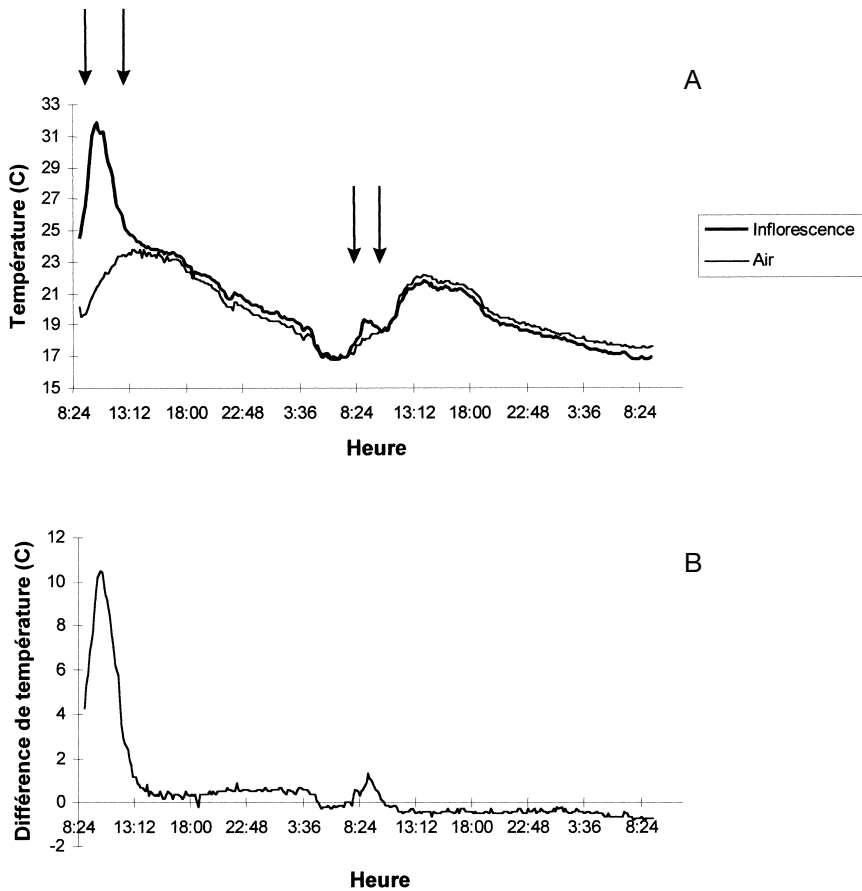 A
33
31
29
27
25
23
21
19
17
15
Température (C)
8:24 13:12 18:00 22:48 3:36 8:24 13:12 18:00 22:48 3:36 8:24
Heure
Inflorescence
Air
B
12
10
8
6
4
2
0
-2
Différence de température (C)
8:24 13:12 18:00 22:48 3:36 8:24 13:12 18:00 22:48 3:36 8:24
Heure